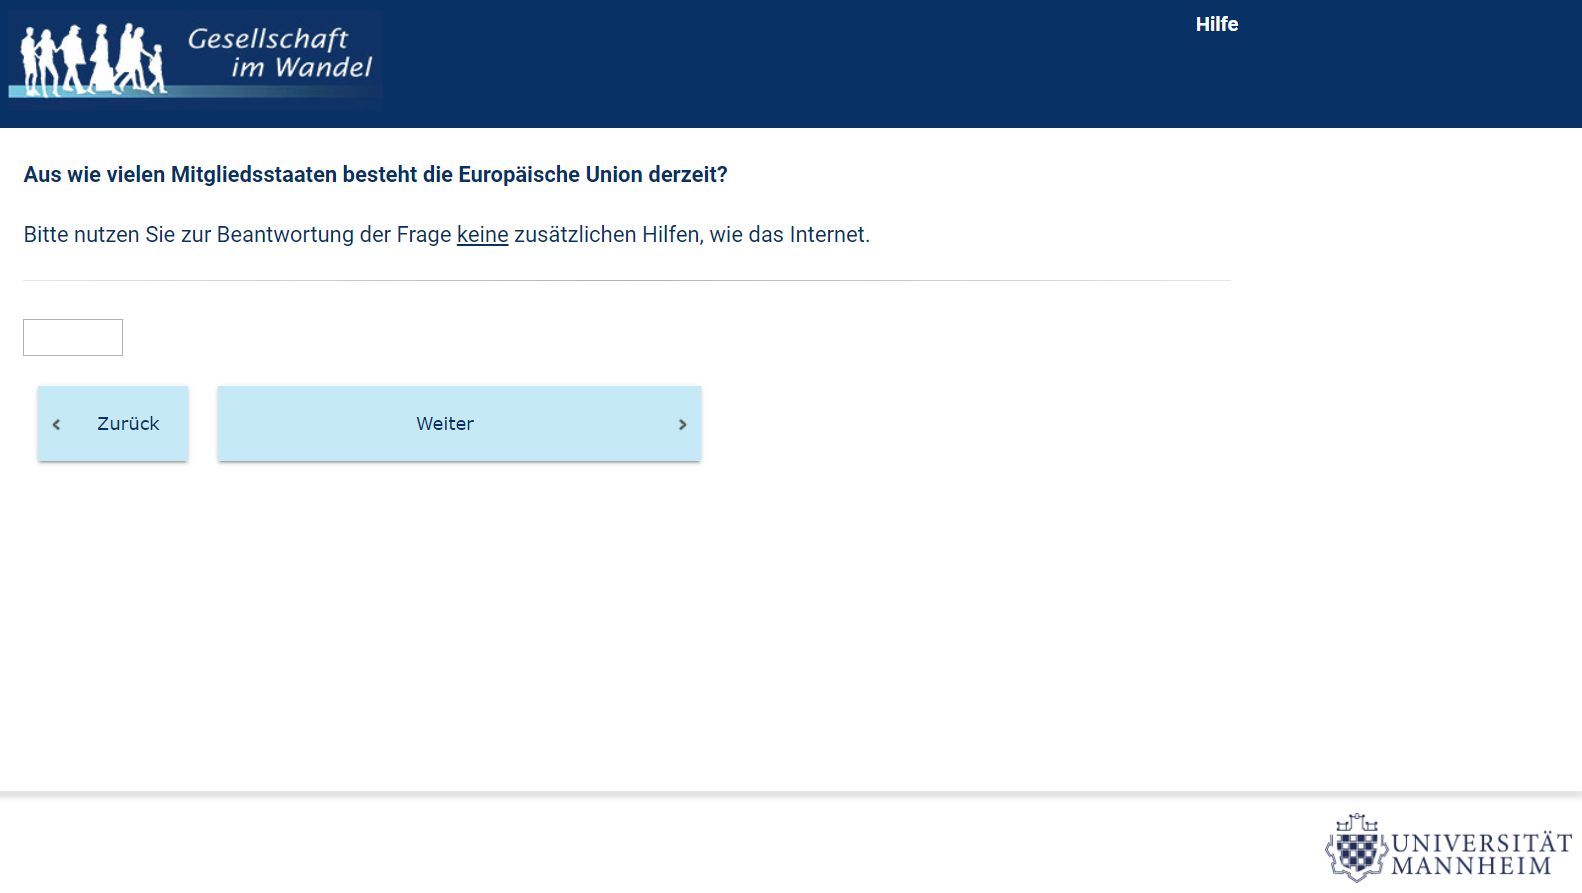 Gesellschaft
im Wandel
Hilfe
Aus wie vielen Mitgliedsstaaten besteht die Europäische Union derzeit?
Bitte nutzen Sie zur Beantwortung der Frage keine zusätzlichen Hilfen, wie das Internet.
Zurück
Weiter
UNIVERSITÄT
MANNHEIM